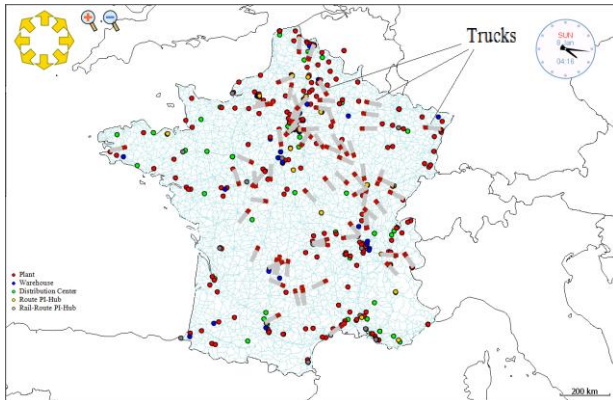 Trucks
SUN
04:16
Plant
Warehouse
Distribution Center
Route PI-Hub
Rail-Route PI-Hub
200 km